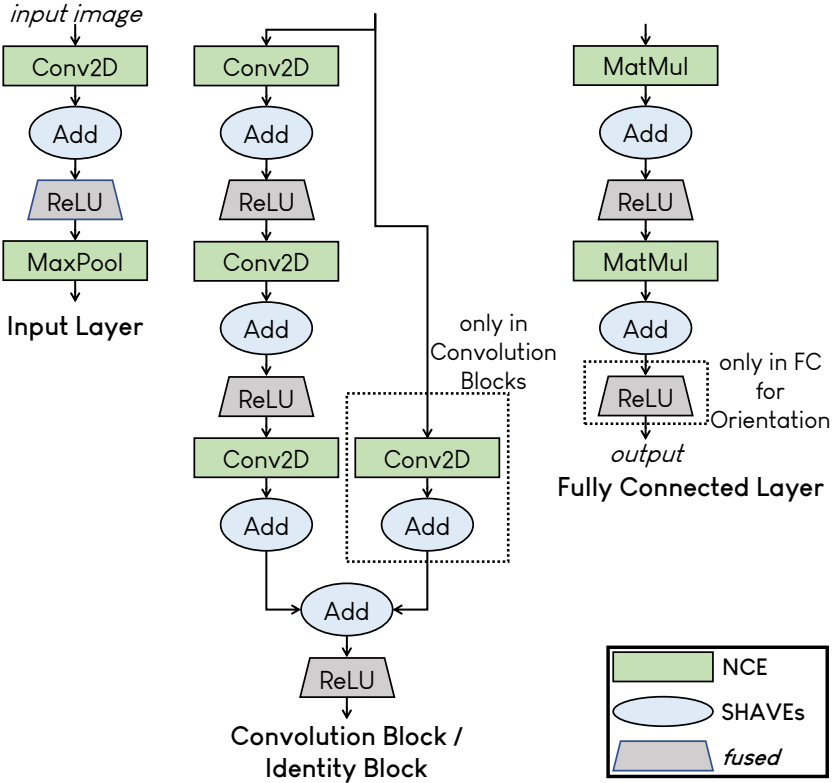 input image
Conv2D
Add
ReLU
MaxPool
Input Layer
Conv2D
Add
ReLU
Conv2D
Add
ReLU
Conv2D
Add
only in
Convolution
Blocks
Conv2D
Add
Add
ReLU
Convolution Block /
Identity Block
MatMul
Add
ReLU
MatMul
Add
ReLU
only in FC
for
Orientation
output
Fully Connected Layer
NCE
SHAVEs
fused